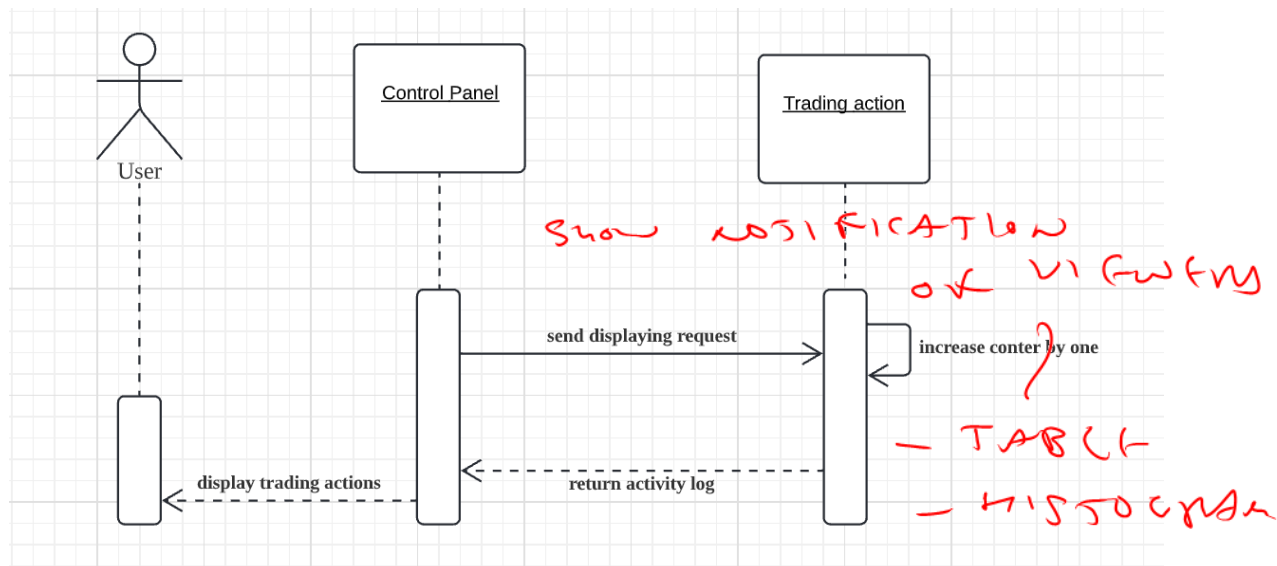 Control Panel
Trading action
User
SHOW NOTIFICATION
OF VIEWERS
send displaying request
increase conter by one
- TABLE
return activity log
display trading actions
- HISTOGRAM